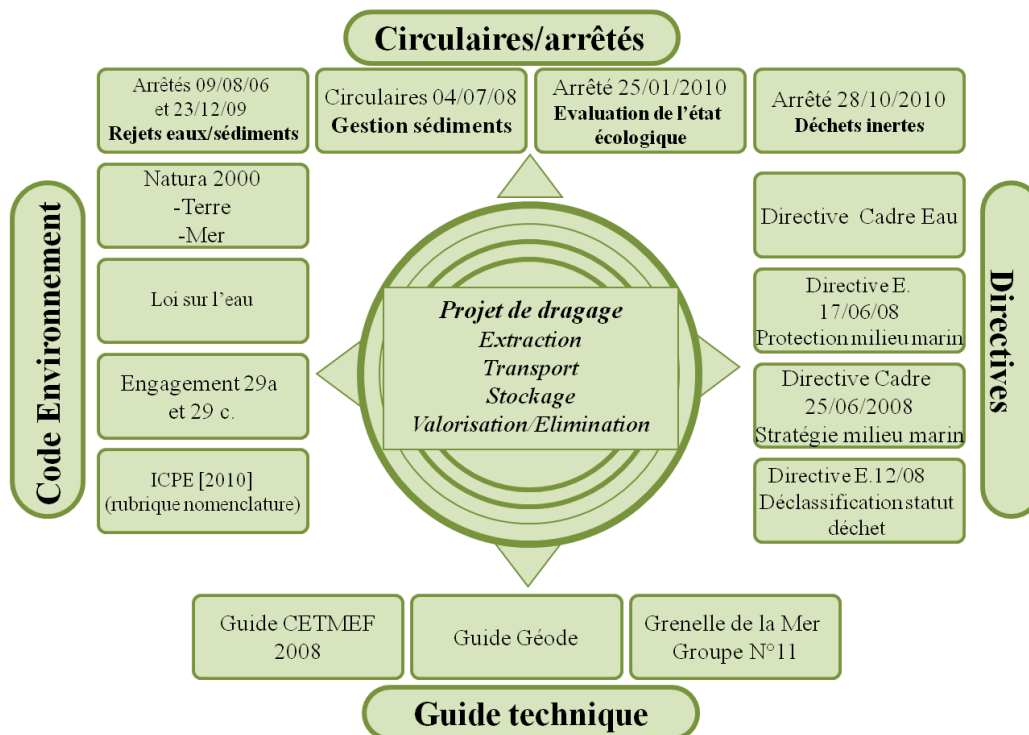 Circulaires/arrêtés
Arrêtés 09/08/06
et 23/12/09
Rejets eaux/sédiments
Circulaires 04/07/08
Gestion sédiments
Arrêté 25/01/2010
Evaluation de l'état
écologique
Arrêté 28/10/2010
Déchets inertes
Code Environnement
Natura 2000
-Terre
-Mer
Loi sur l'eau
Engagement 29a
et 29 c.
ICPE [2010]
(rubrique nomenclature)
Projet de dragage
Extraction
Transport
Stockage
Valorisation/Elimination
Directive Cadre Eau
Directive E.
17/06/08
Protection milieu marin
Directive Cadre
25/06/2008
Stratégie milieu marin
Directive E.12/08
Déclassification statut
déchet
Directives
Guide CETMEF
2008
Guide Géode
Grenelle de la Mer
Groupe N°11
Guide technique